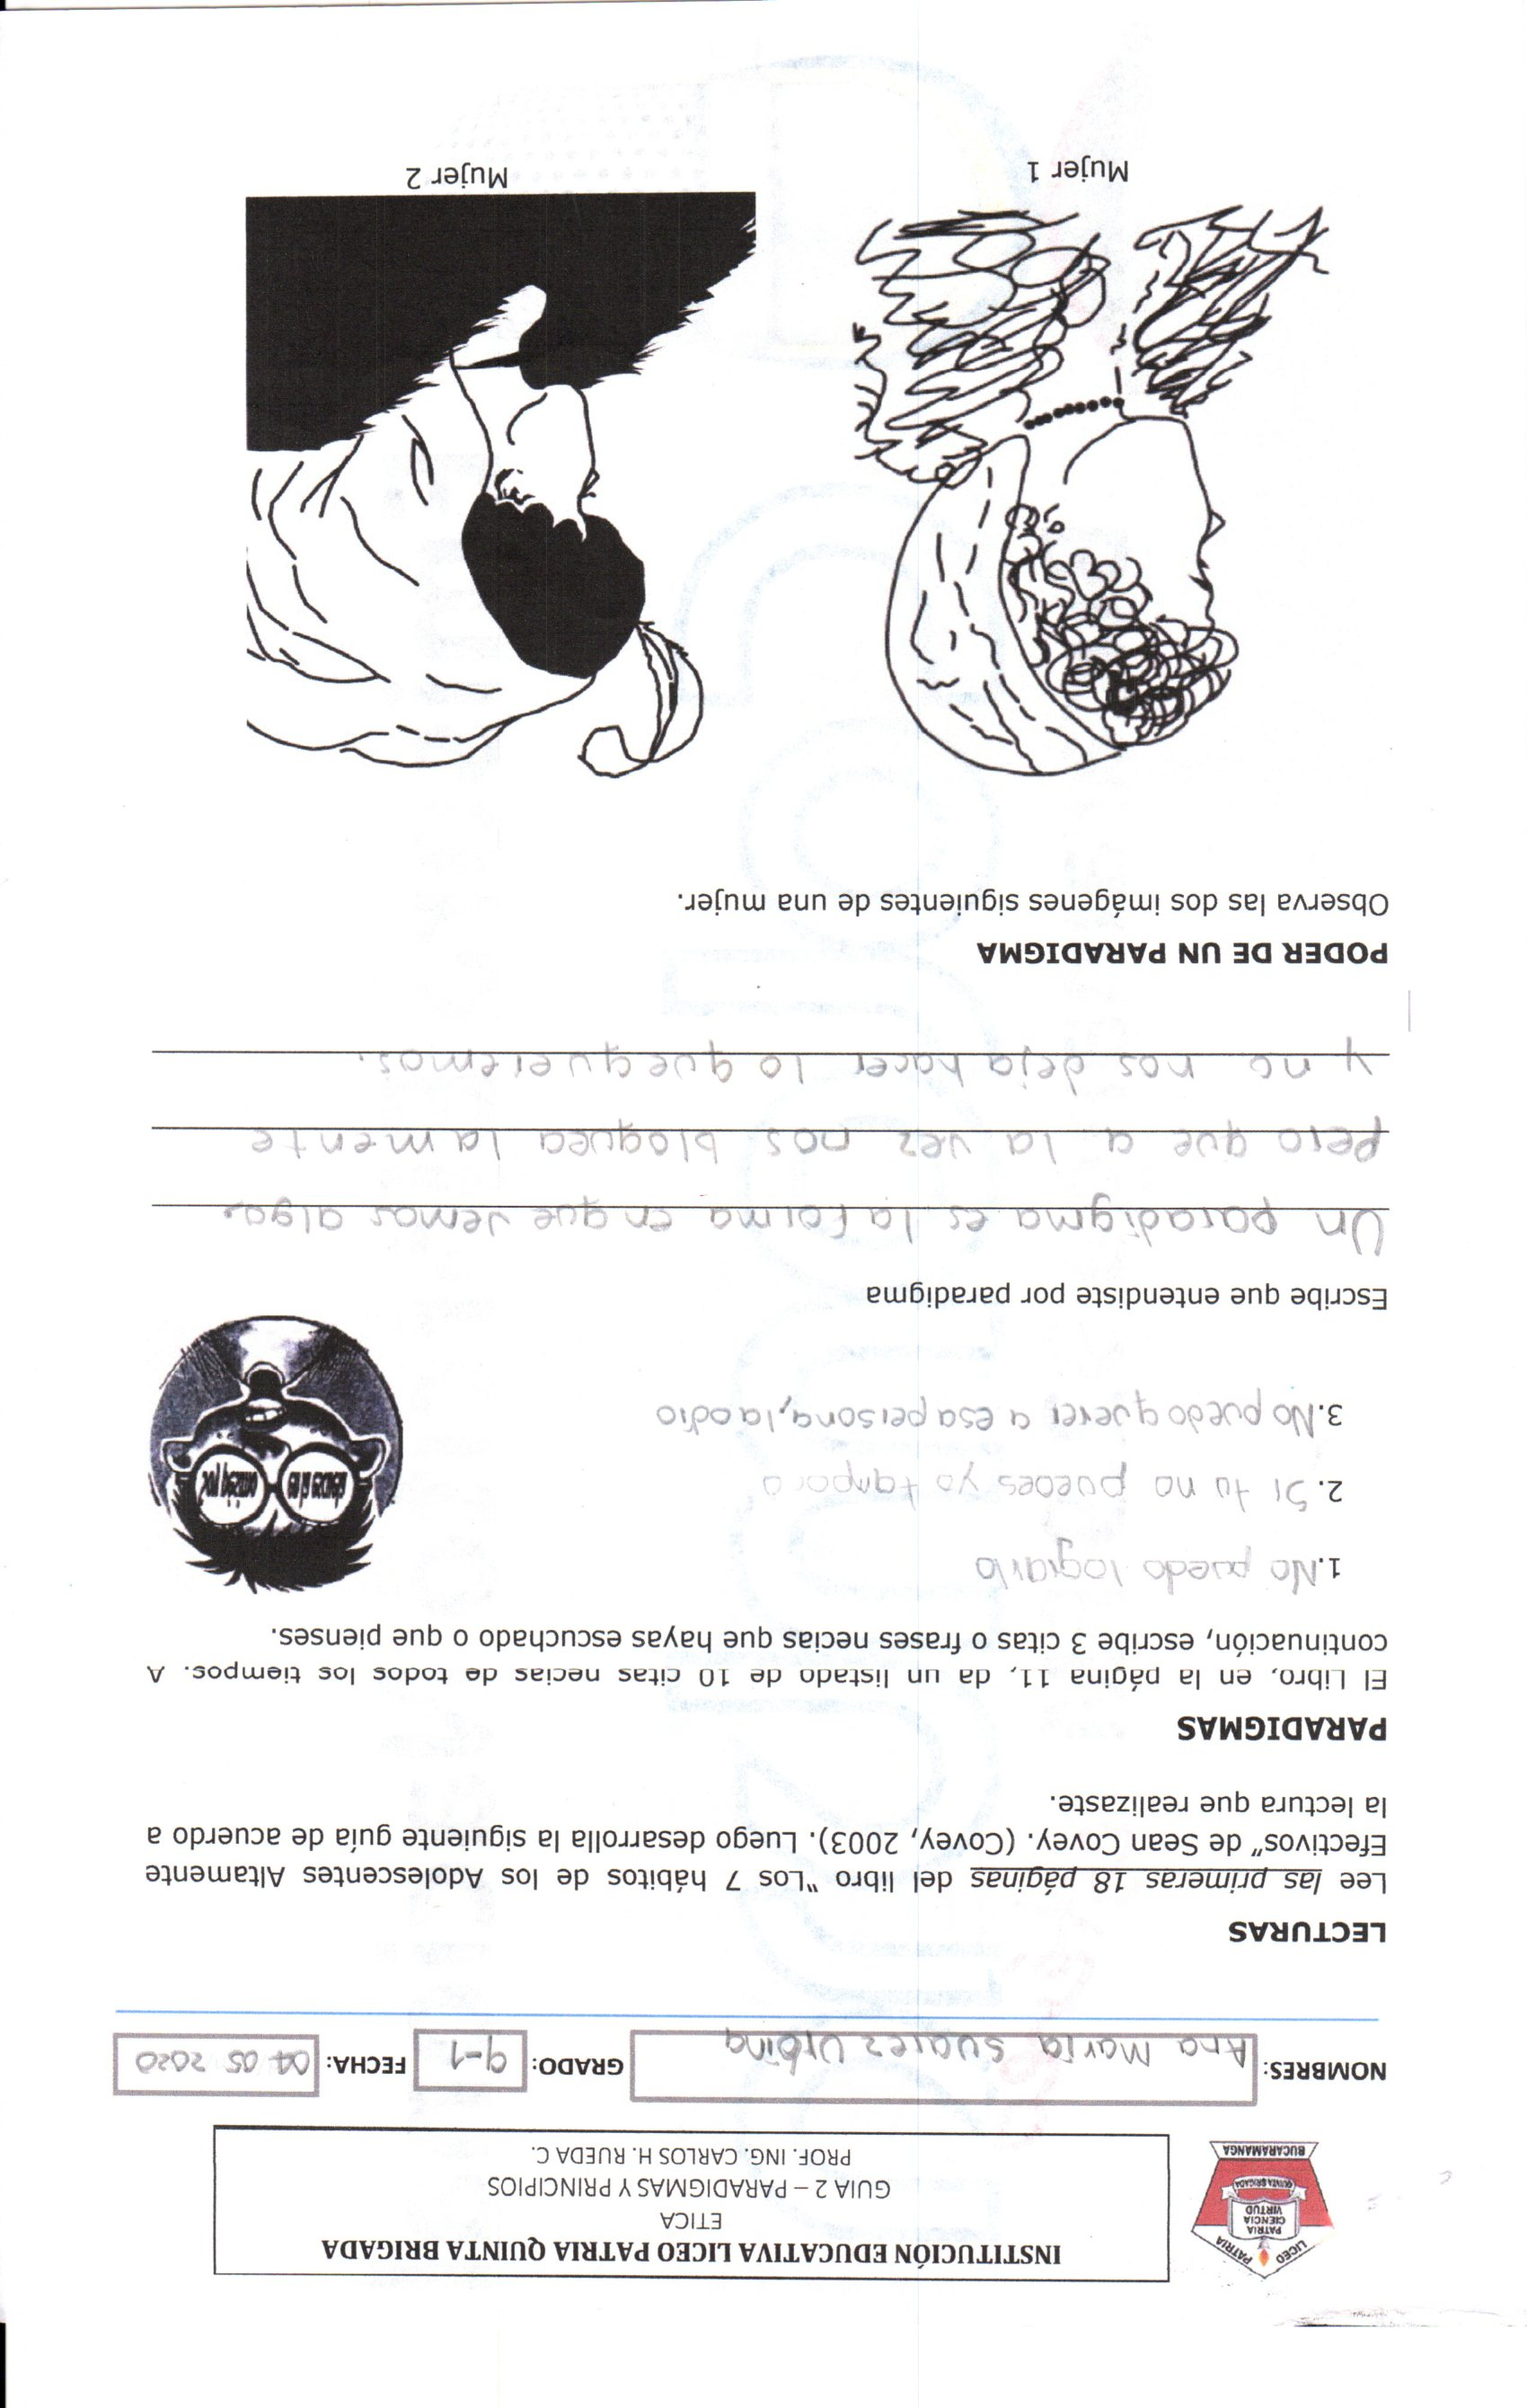 LICEO PATRIA
PATRIA
CIENCIA
VIRTUD
QUINTA BRIGADA
BUCARAMANGA
INSTITUCIÓN EDUCATIVA LICEO PATRIA QUINTA BRIGADA
ETICA
GUIA 2 – PARADIGMAS Y PRINCIPIOS
PROF. ING. CARLOS H. RUEDA C.
NOMBRES: Ana Maria Suarez Urbina GRADO: 9-1 FECHA: 04 05 2020
LECTURAS
Lee las primeras 18 páginas del libro “Los 7 hábitos de los Adolescentes Altamente
Efectivos” de Sean Covey. (Covey, 2003). Luego desarrolla la siguiente guía de acuerdo a
la lectura que realizaste.
PARADIGMAS
El Libro, en la página 11, da un listado de 10 citas necias de todos los tiempos. A
continuación, escribe 3 citas o frases necias que hayas escuchado o que pienses.
1. No puedo lograrlo
2. Si tu no puedes yo tampoco
3. No puedo querer a esa persona, la odio
Escribe que entendiste por paradigma
Un paradigma es la forma en que vemos algo.
Pero que a la vez nos bloquea la mente
y no nos deja hacer lo que queremos.
PODER DE UN PARADIGMA
Observa las dos imágenes siguientes de una mujer.
Mujer 1
Mujer 2